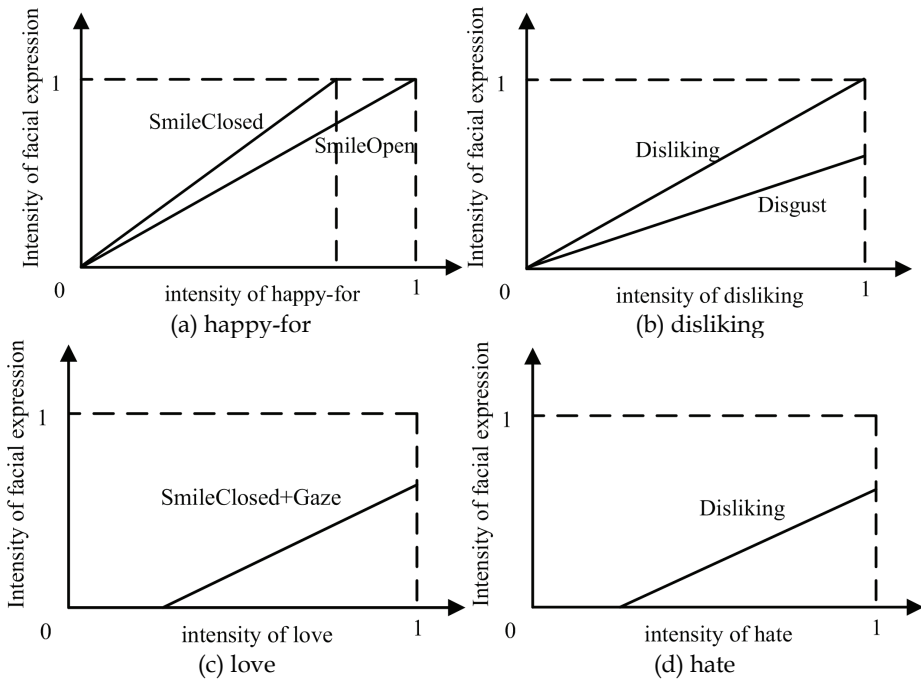 Intensity of facial expression
1
SmileClosed
SmileOpen
0
intensity of happy-for
1
(a) happy-for
Intensity of facial expression
1
Disliking
Disgust
0
intensity of disliking
1
(b) disliking
Intensity of facial expression
1
SmileClosed+Gaze
0
intensity of love
1
(c) love
Intensity of facial expression
1
Disliking
0
intensity of hate
1
(d) hate